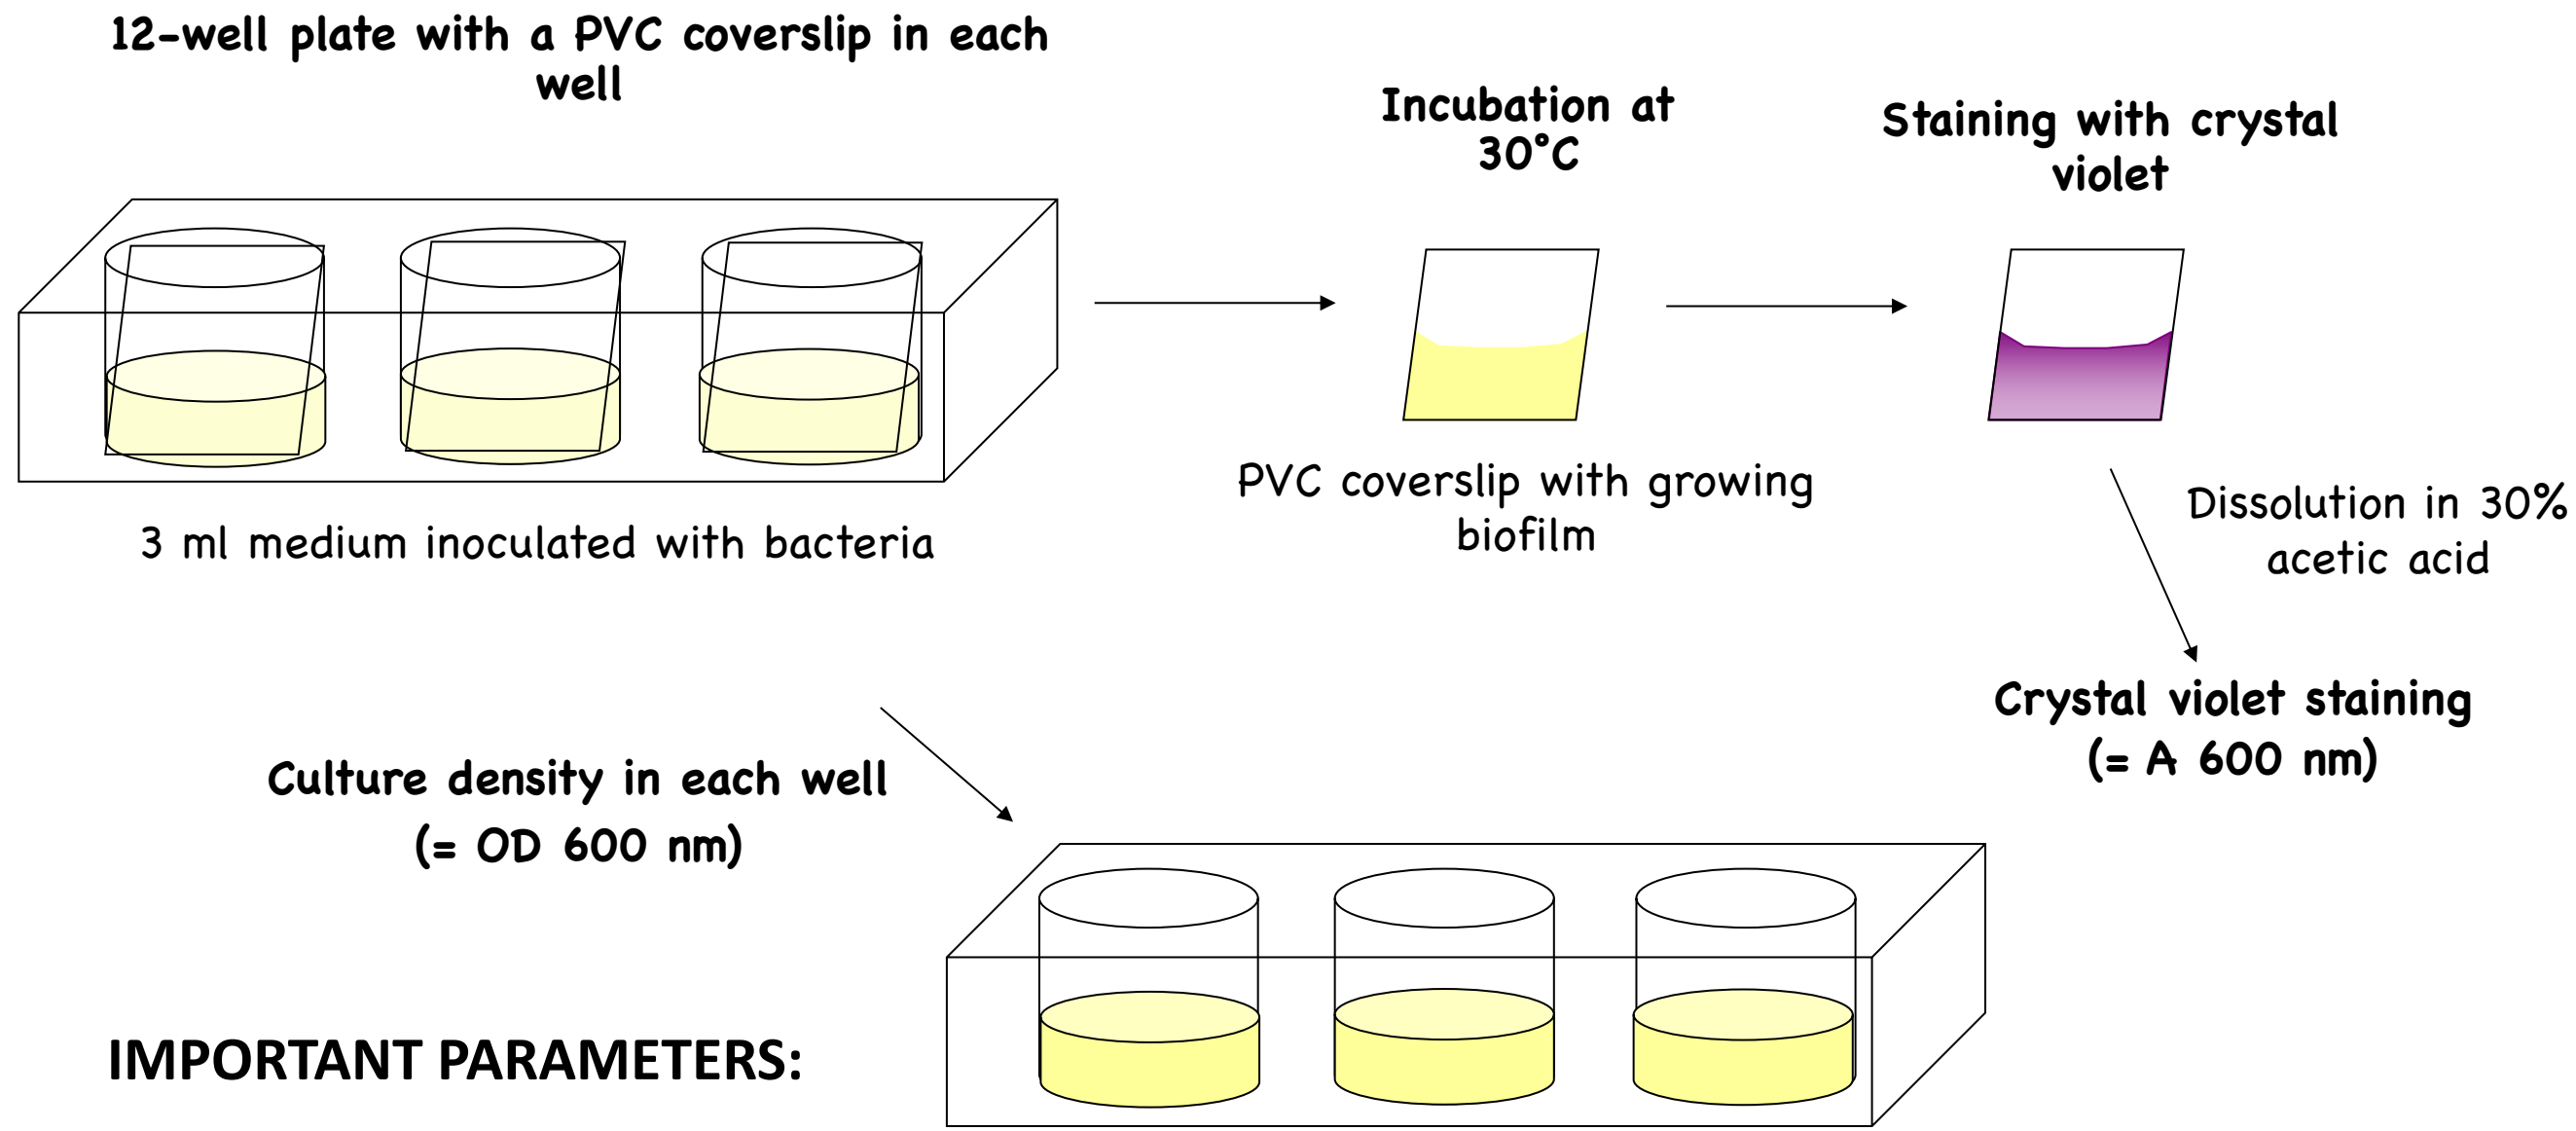 12-well plate with a PVC coverslip in each
well
Incubation at
30°C
Staining with crystal
violet
3 ml medium inoculated with bacteria
PVC coverslip with growing
biofilm
Dissolution in 30%
acetic acid
Crystal violet staining
(= A 600 nm)
Culture density in each well
(= OD 600 nm)
IMPORTANT PARAMETERS: